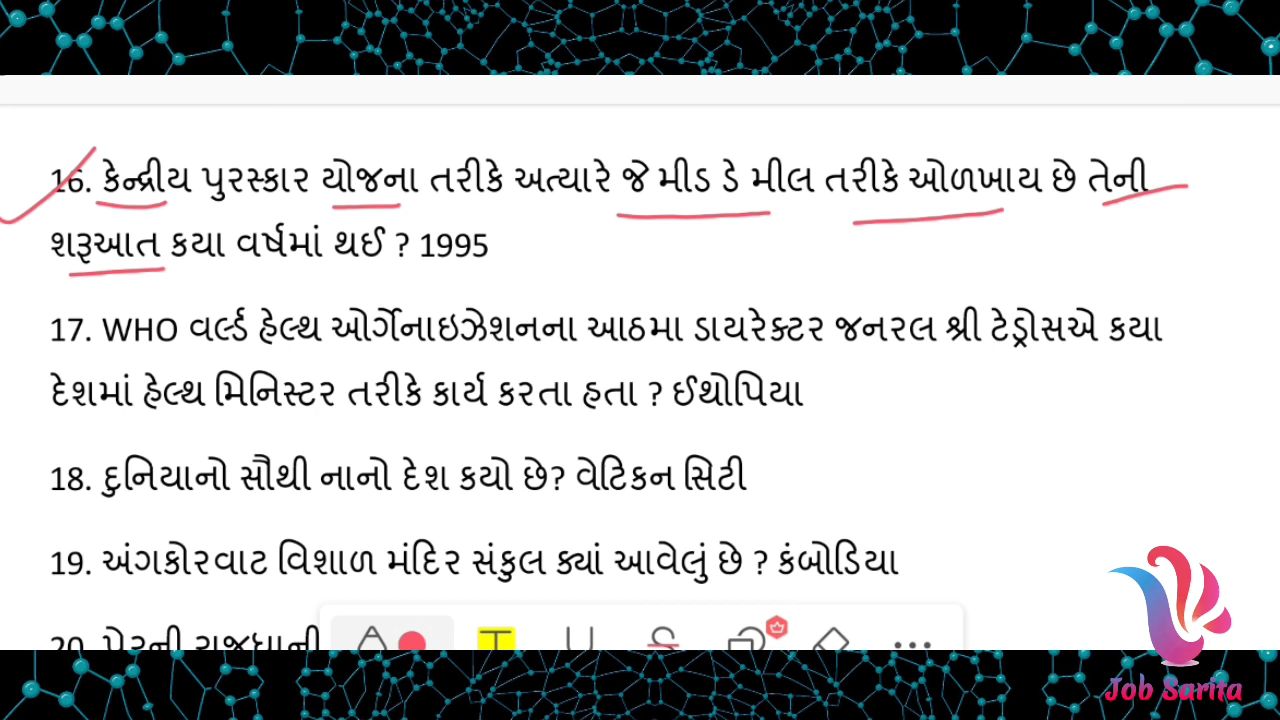 16. કેન્દ્રીય પુરસ્કાર યોજના તરીકે અત્યારે જે મીડ ડે મીલ તરીકે ઓળખાય છે તેની
શરૂઆત કયા વર્ષમાં થઈ ? 1995
17. WHO વર્લ્ડ હેલ્થ ઓર્ગેનાઇઝેશનના આઠમા ડાયરેક્ટર જનરલ શ્રી ટેડ્રોસએ કયા
દેશમાં હેલ્થ મિનિસ્ટર તરીકે કાર્ય કરતા હતા ? ઈથોપિયા
18. દુનિયાનો સૌથી નાનો દેશ કયો છે? વેટિકન સિટી
19. અંગકોરવાટ વિશાળ મંદિર સંકુલ ક્યાં આવેલું છે ? કંબોડિયા
20. પેરુની રાજધાની
Job Sarita